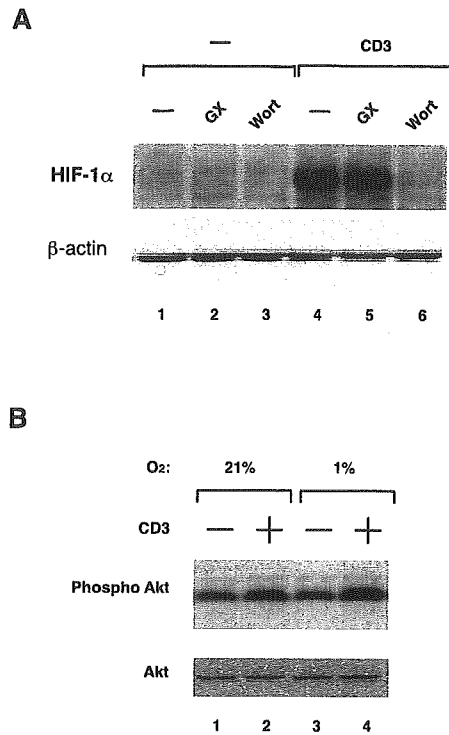 A
— CD3
— GX Wort — GX Wort
HIF-1α
β-actin
1 2 3 4 5 6
B
O₂: 21% 1%
CD3 — + — +
Phospho Akt
Akt
1 2 3 4